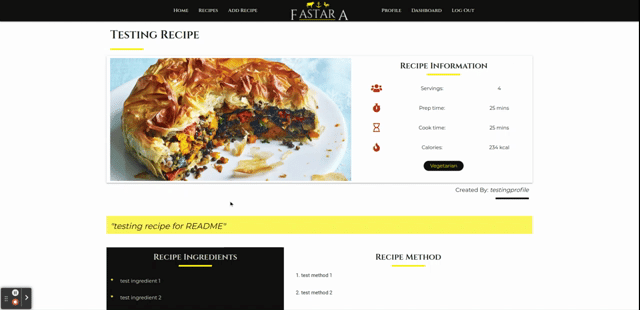 Home Recipes Add Recipe FASTARA Profile Dashboard Log Out
Testing Recipe
Recipe Information
Servings: 4
Prep time: 25 mins
Cook time: 25 mins
Calories: 234 kcal
Vegetarian
Created By: testingprofile
"testing recipe for README"
Recipe Ingredients
test ingredient 1
test ingredient 2
Recipe Method
1. test method 1
2. test method 2